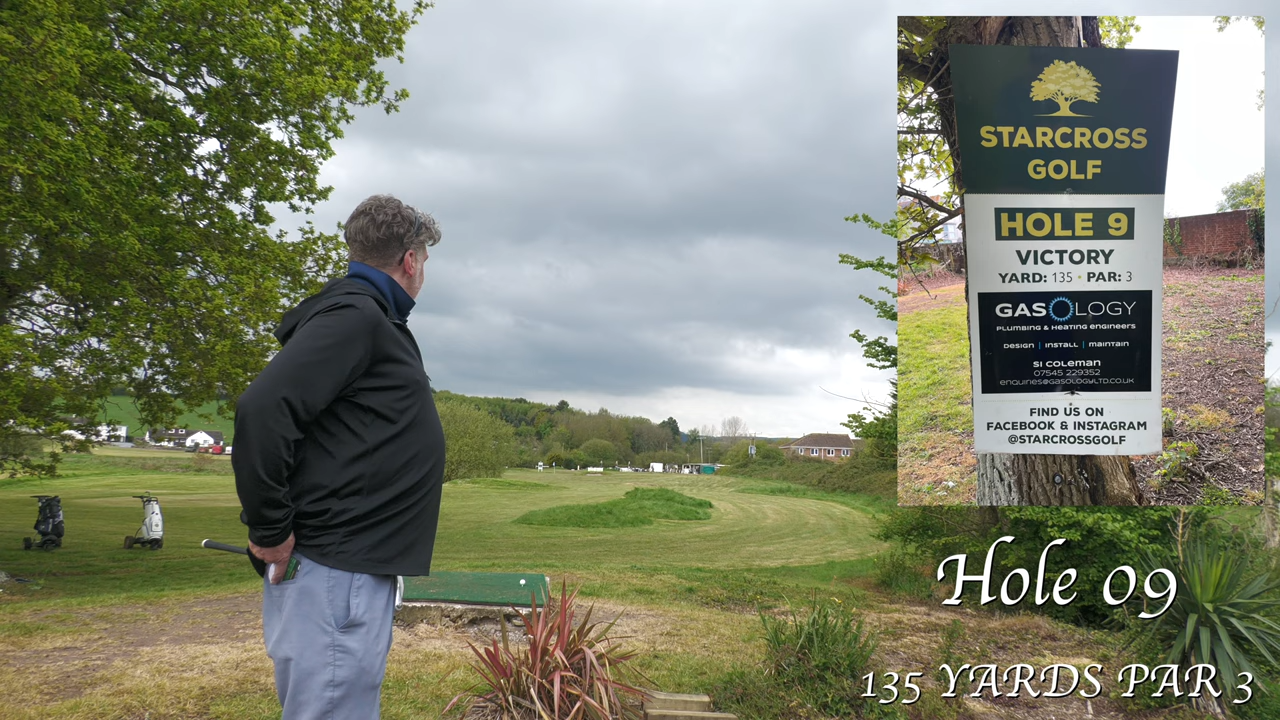 STARCROSS
GOLF
HOLE 9
VICTORY
YARD: 135 • PAR: 3
GASOLOGY
PLUMBING & HEATING ENGINEERS
DESIGN | INSTALL | MAINTAIN
SI COLEMAN
07545 229352
ENQUIRIES@GASOLOGYLTD.CO.UK
FIND US ON
FACEBOOK & INSTAGRAM
@STARCROSSGOLF
Hole 09
135 YARDS PAR 3